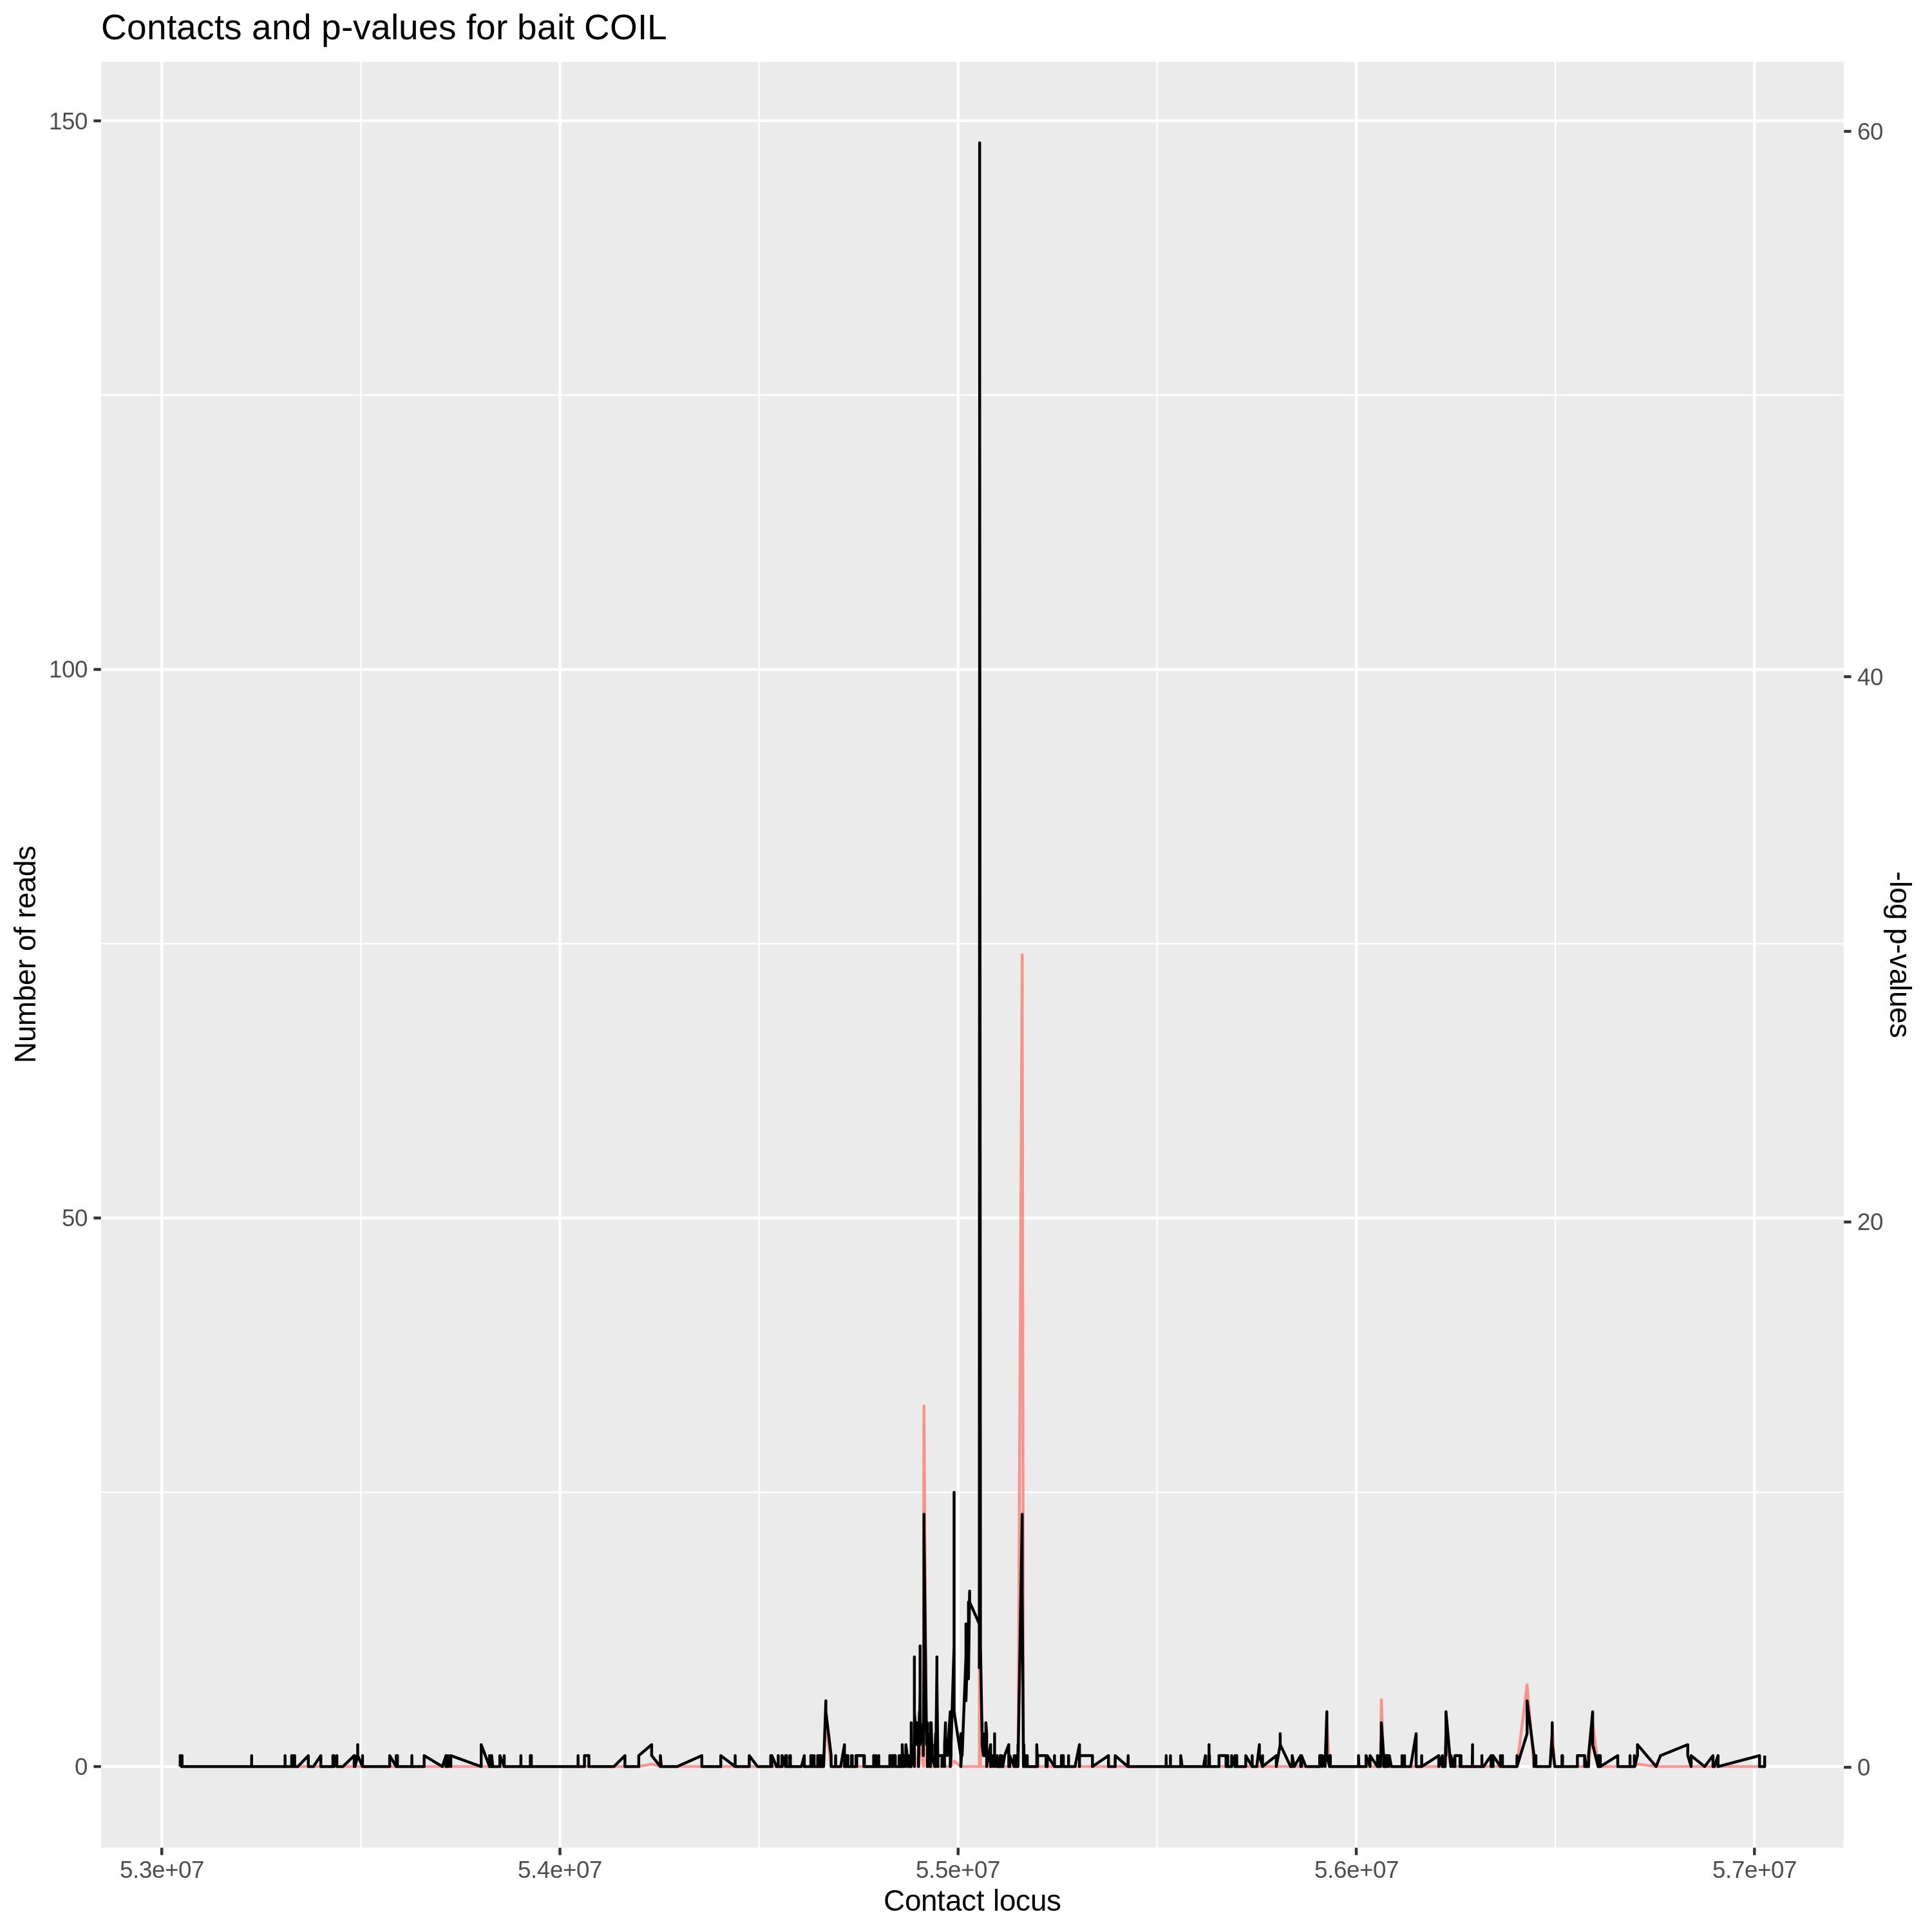 Contacts and p-values for bait COIL
150
100
50
0
Number of reads
60
40
20
0
-log p-values
5.3e+07
5.4e+07
5.5e+07
5.6e+07
5.7e+07
Contact locus